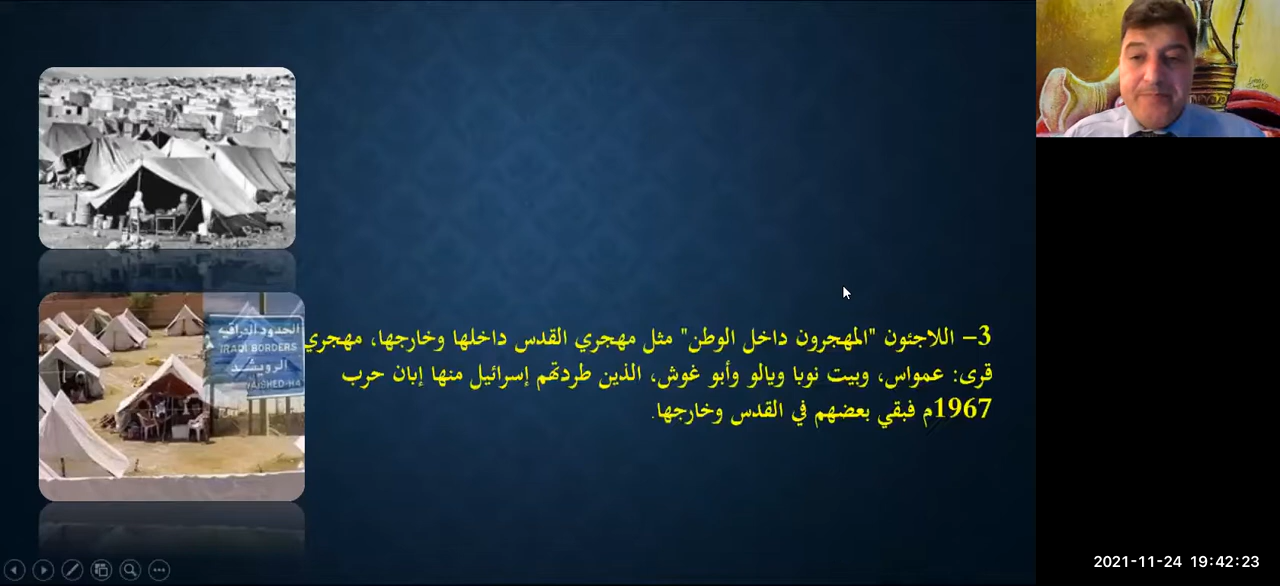 3– اللاجئون "المهجرون داخل الوطن" مثل مهجري القدس داخلها وخارجها، مهجري
قرى: عمواس، وبيت نوبا ويالو وأبو غوش، الذين طردتهم إسرائيل منها إبان حرب
1967م فبقي بعضهم في القدس وخارجها.
الحدود العراقيه
IRAQI BORDERS
الرويشد
2021-11-24 19:42:23